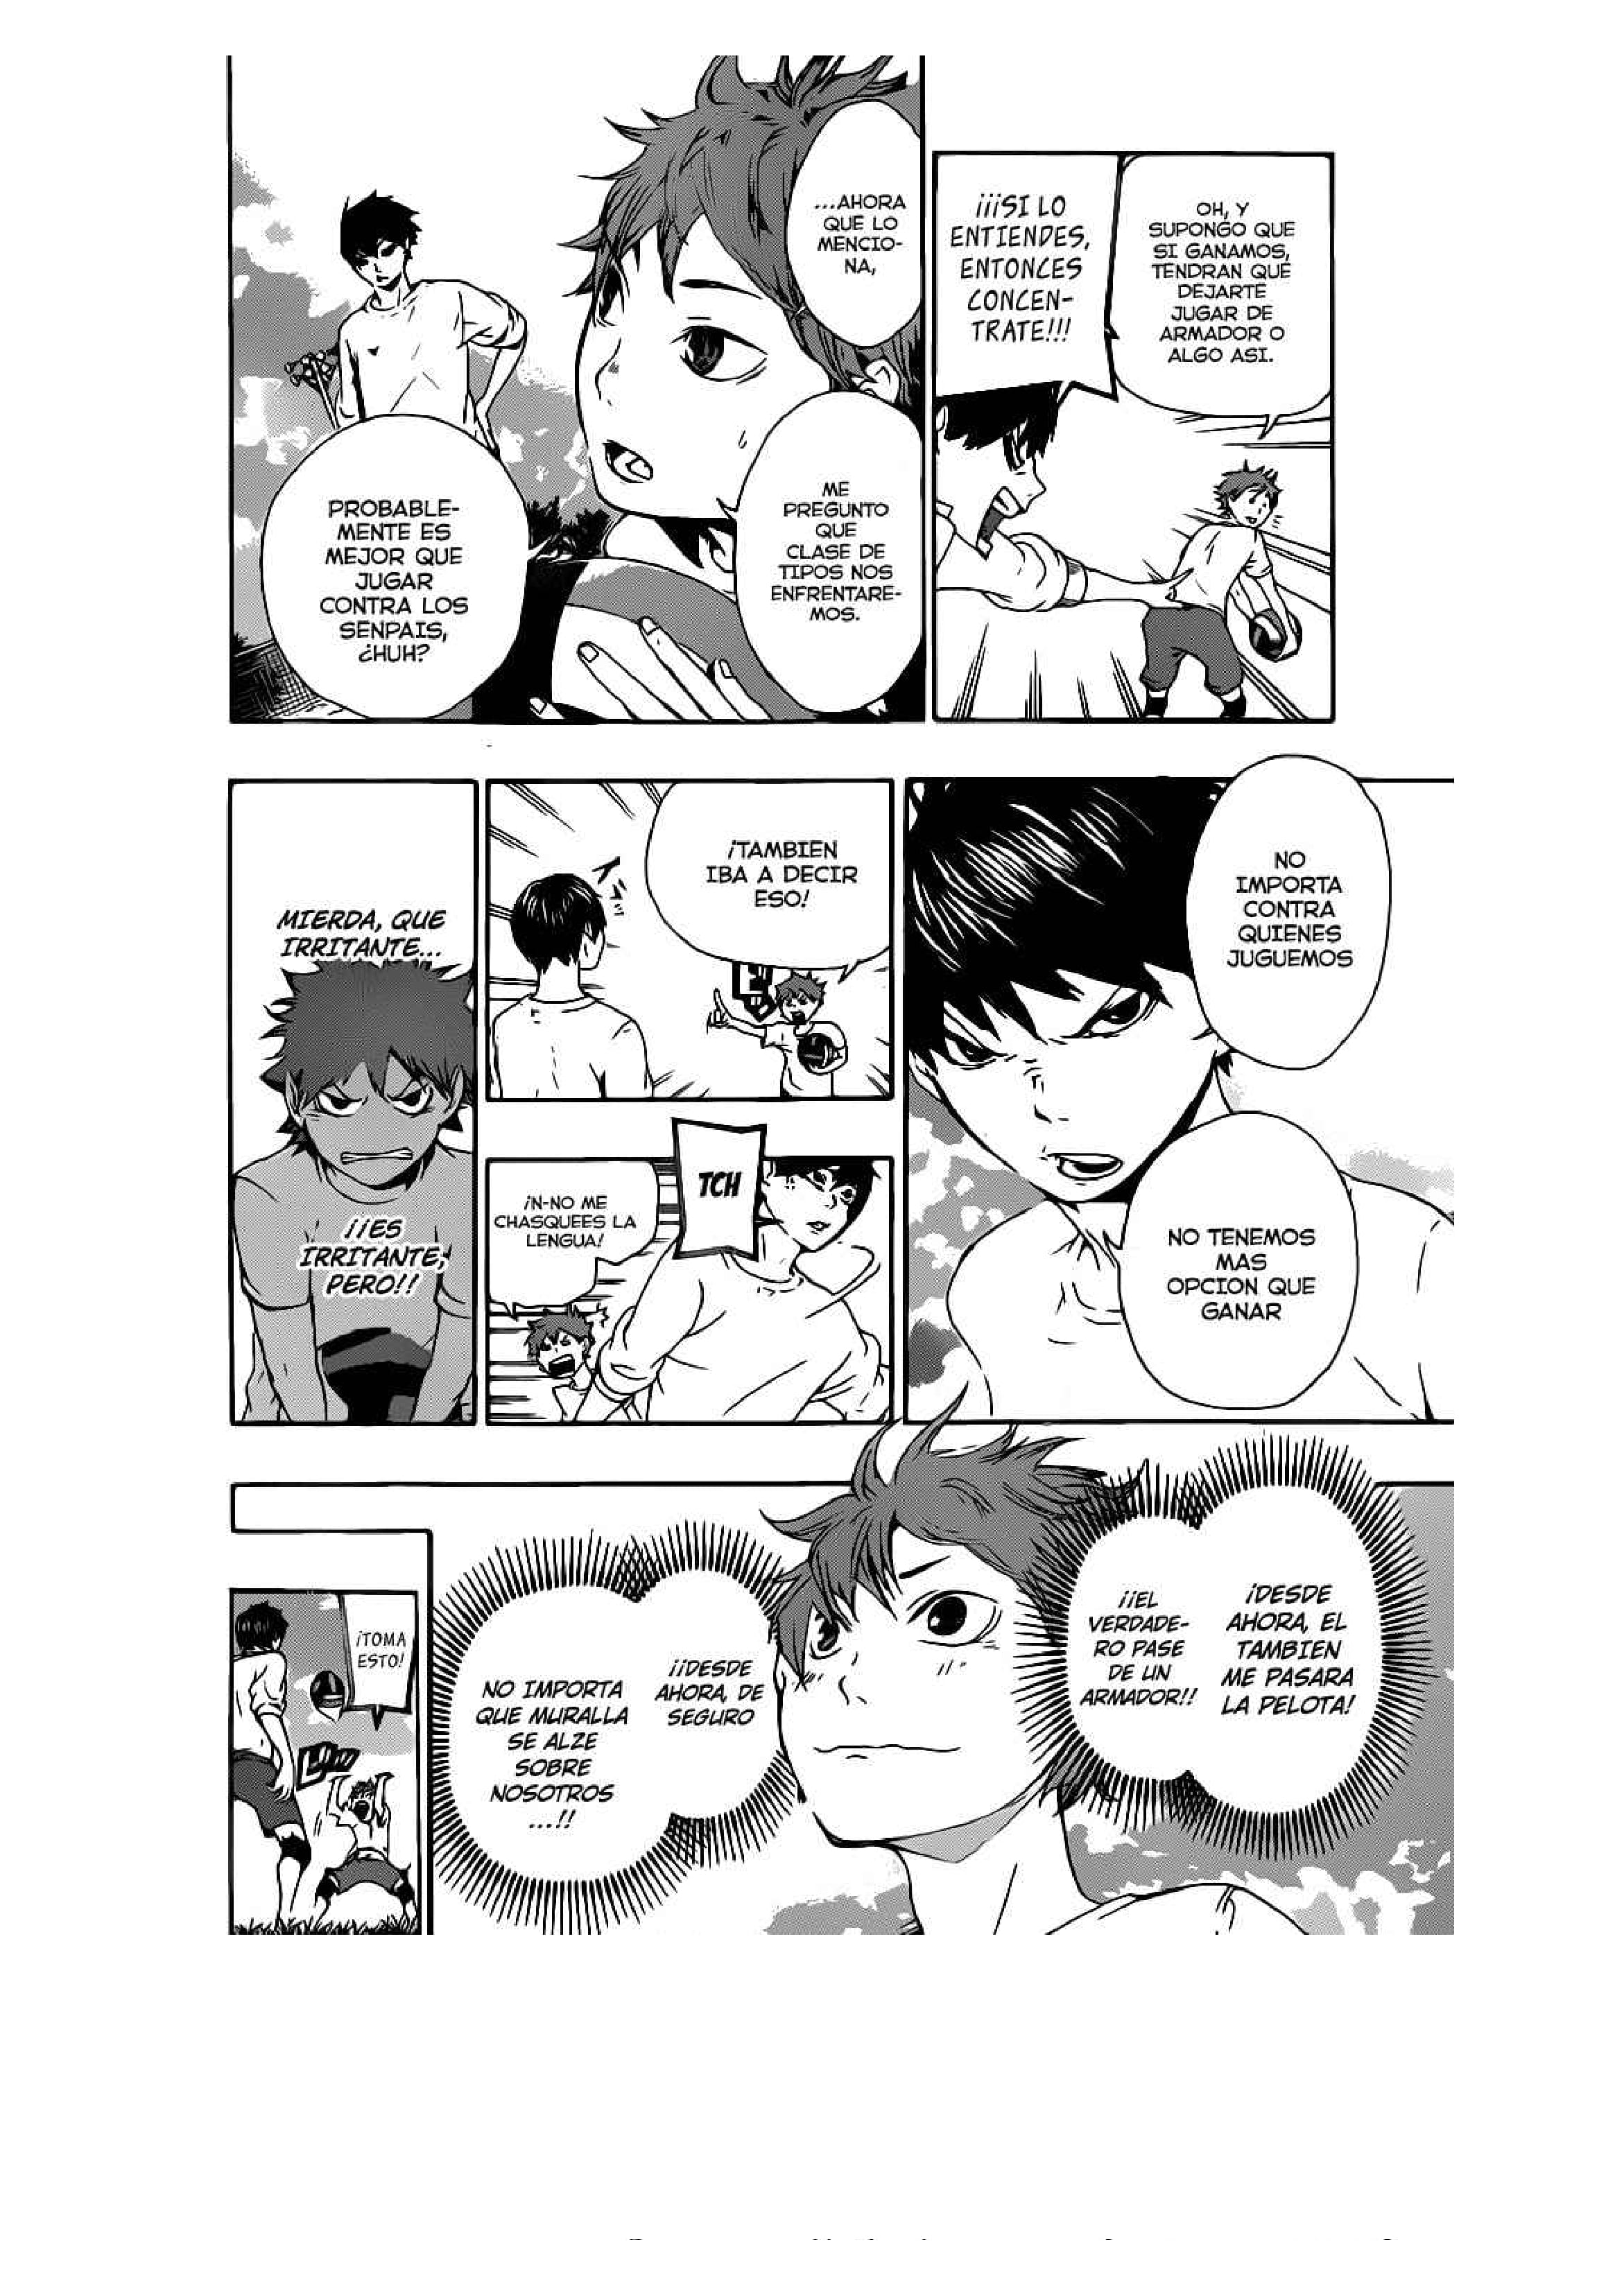 OH, Y
SUPONGO QUE
SI GANAMOS,
TENDRAN QUE
DEJARTE
JUGAR DE
ARMADOR O
ALGO ASI.
¡¡¡SI LO
ENTIENDES,
ENTONCES
CONCEN-
TRATE!!!
...AHORA
QUE LO
MENCIO-
NA,
ME
PREGUNTO
QUE
CLASE DE
TIPOS NOS
ENFRENTARE-
MOS.
PROBABLE-
MENTE ES
MEJOR QUE
JUGAR
CONTRA LOS
SENPAIS,
¿HUH?
NO
IMPORTA
CONTRA
QUIENES
JUGUEMOS
NO TENEMOS
MAS
OPCION QUE
GANAR
¡TAMBIEN
IBA A DECIR
ESO!
TCH
¡N-NO ME
CHASQUEES LA
LENGUA!
MIERDA, QUE
IRRITANTE...
¡¡ES
IRRITANTE,
PERO!!
¡DESDE
AHORA, EL
TAMBIEN
ME PASARA
LA PELOTA!
¡¡EL
VERDADE-
RO PASE
DE UN
ARMADOR!!
¡¡DESDE
AHORA, DE
SEGURO
NO IMPORTA
QUE MURALLA
SE ALZE
SOBRE
NOSOTROS
...!!
¡TOMA
ESTO!